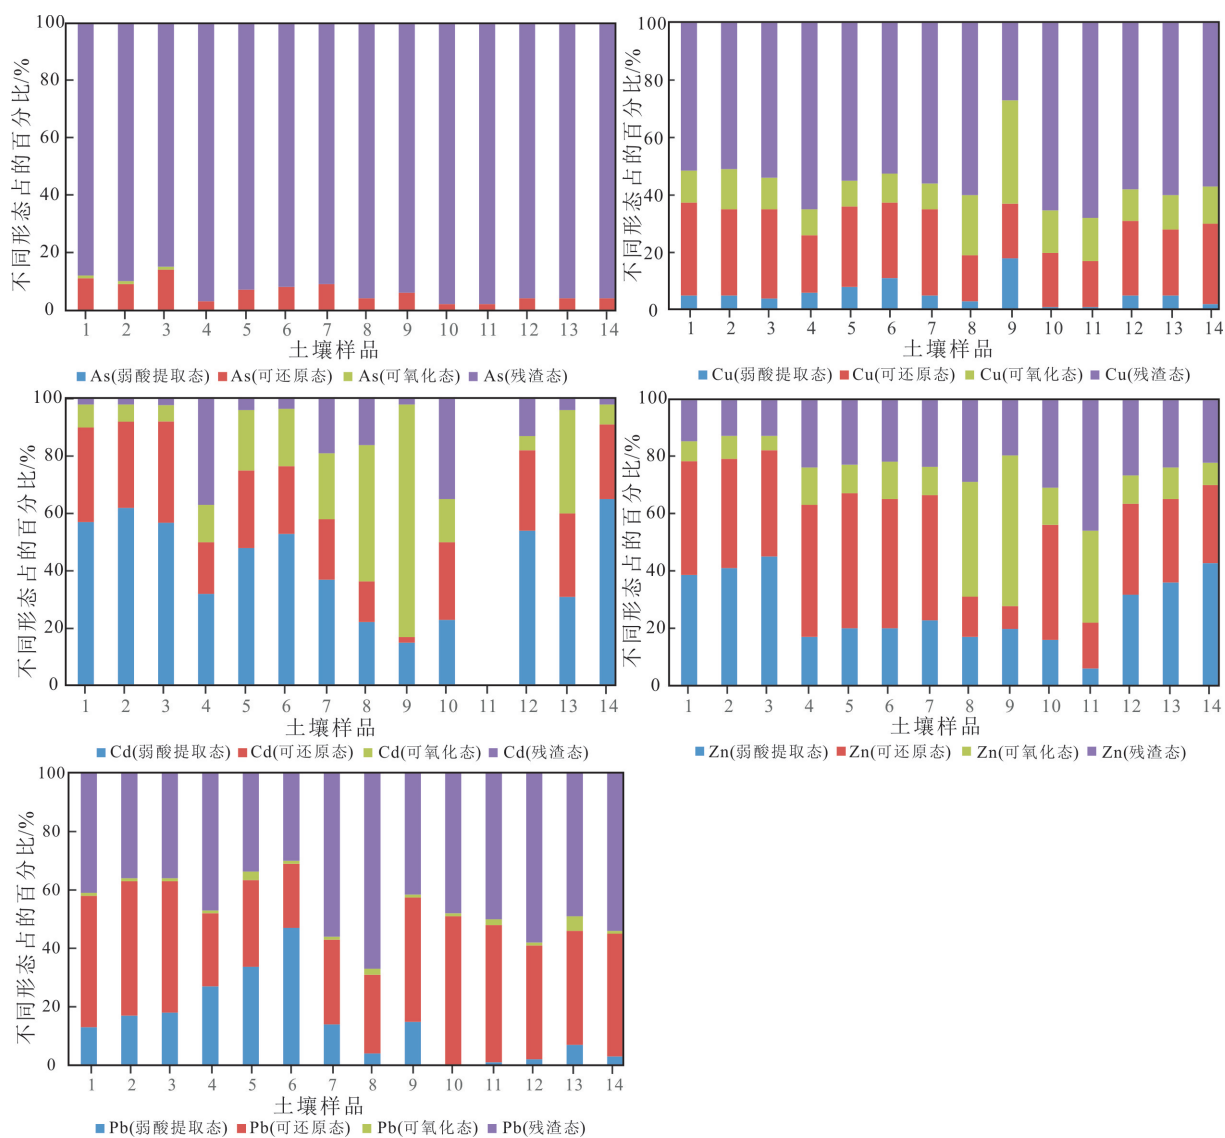 不同形态占的百分比/%
100
80
60
40
20
0
1 2 3 4 5 6 7 8 9 10 11 12 13 14
土壤样品
As(弱酸提取态) As(可还原态) As(可氧化态) As(残渣态)
不同形态占的百分比/%
100
80
60
40
20
0
1 2 3 4 5 6 7 8 9 10 11 12 13 14
土壤样品
Cu(弱酸提取态) Cu(可还原态) Cu(可氧化态) Cu(残渣态)
不同形态占的百分比/%
100
80
60
40
20
0
1 2 3 4 5 6 7 8 9 10 11 12 13 14
土壤样品
Cd(弱酸提取态) Cd(可还原态) Cd(可氧化态) Cd(残渣态)
不同形态占的百分比/%
100
80
60
40
20
0
1 2 3 4 5 6 7 8 9 10 11 12 13 14
土壤样品
Zn(弱酸提取态) Zn(可还原态) Zn(可氧化态) Zn(残渣态)
不同形态占的百分比/%
100
80
60
40
20
0
1 2 3 4 5 6 7 8 9 10 11 12 13 14
土壤样品
Pb(弱酸提取态) Pb(可还原态) Pb(可氧化态) Pb(残渣态)